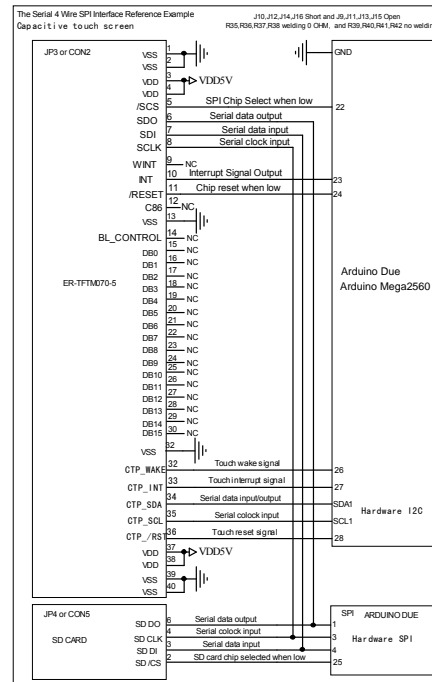 The Serial 4 Wire SPI Interface Reference Example
Capacitive touch screen
J10,J12,J14,J16 Short and J9,J11,J13,J15 Open
R35,R36,R37,R38 welding 0 OHM, and R39,R40,R41,R42 no weldin
JP3 or CON2
VSS 1
VSS 2
VDD 3
VDD 4
VDD5V
/SCS 5 SPI Chip Select when low 22
SDO 6 Serial data output
SDI 7 Serial data input
SCLK 8 Serial clock input
WINT 9 NC
INT 10 Interrupt Signal Output 23
/RESET 11 Chip reset when low 24
C86 12 NC
VSS 13
BL_CONTROL 14 NC
DB0 15 NC
DB1 16 NC
DB2 17 NC
DB3 18 NC
DB4 19 NC
DB5 20 NC
DB6 21 NC
DB7 22 NC
DB8 23 NC
DB9 24 NC
DB10 25 NC
DB11 26 NC
DB12 27 NC
DB13 28 NC
DB14 29 NC
DB15 30 NC
VSS 32
CTP_WAKE 32 Touch wake signal 26
CTP_INT 33 Touch interrupt signal 27
CTP_SDA 34 Serial data input/output SDA1
CTP_SCL 35 Serial colock input SCL1
CTP_/RST 36 Touch reset signal 28
VDD 37
VDD 38
VDD5V
VSS 39
VSS 40
ER-TFTM070-5
GND
Arduino Due
Arduino Mega2560
Hardware I2C
JP4 or CON5
SD CARD
SD DO 6 Serial data output 1
SD CLK 4 Serial colock input 3
SD DI 3 Serial data input 4
SD /CS 2 SD card chip selected when low 25
SPI ARDUINO DUE
Hardware SPI